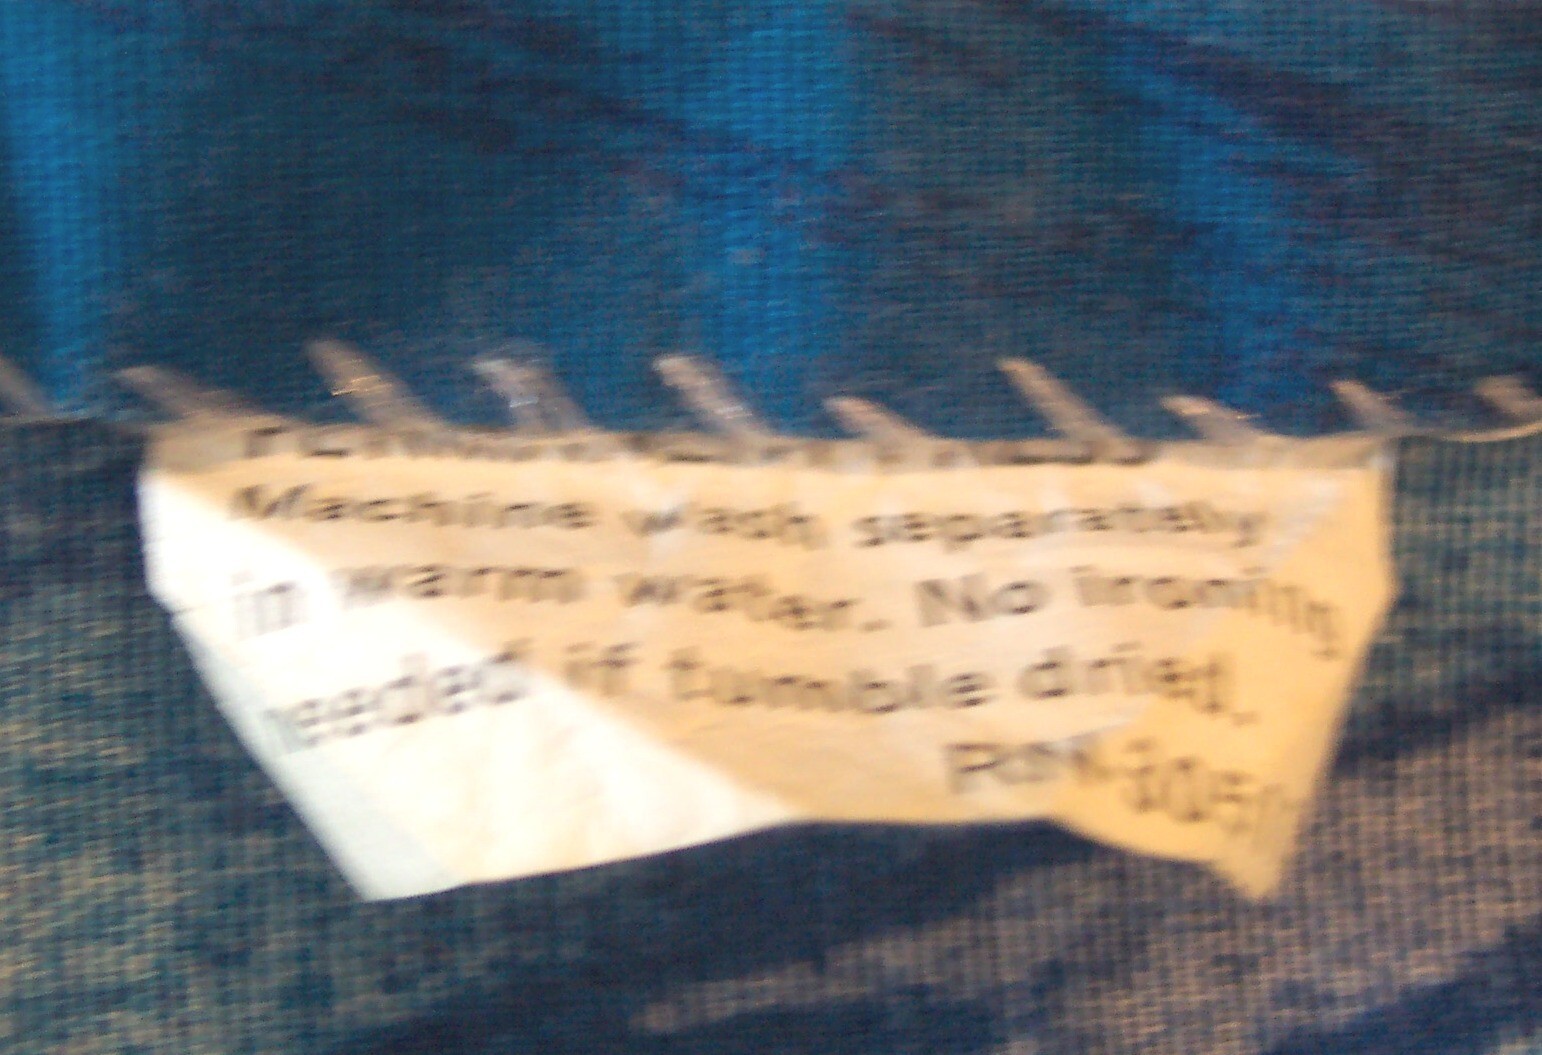 Machine wash separately
in warm water. No ironing
needed if tumble dried.